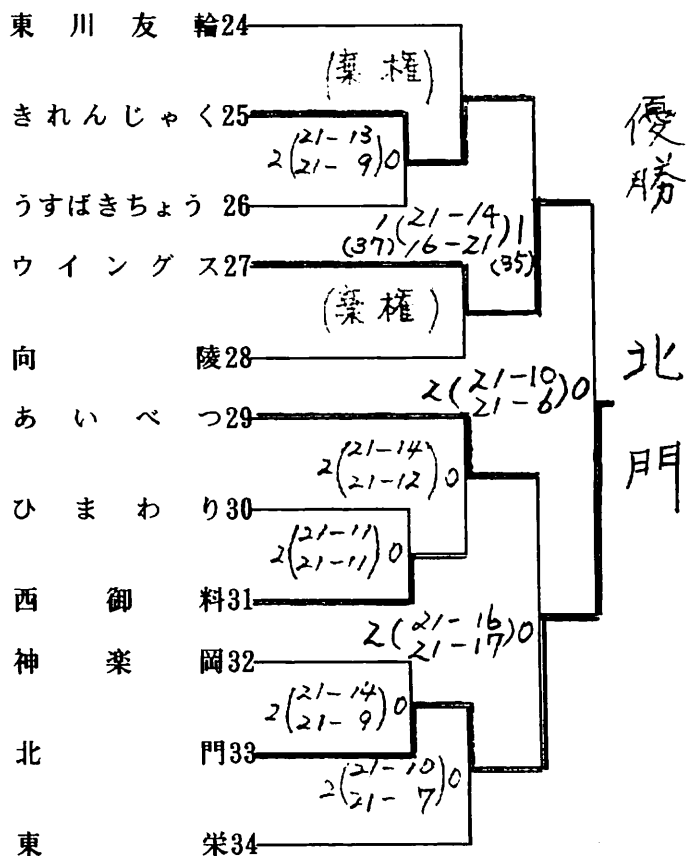 東川友輪24
(棄権)
きれんじゃく25
2(21-13
21-9)0
うすばきちょう 26
1(21-14
16-21)1
(37) (35)
ウイングス27
(棄権)
向陵28
2(21-10
21-6)0
あいべつ29
2(21-14
21-12)0
ひまわり30
2(21-11
21-11)0
西御料31
2(21-16
21-17)0
神楽岡32
2(21-14
21-9)0
北門33
2(21-10
21-7)0
東栄34
優勝
北門